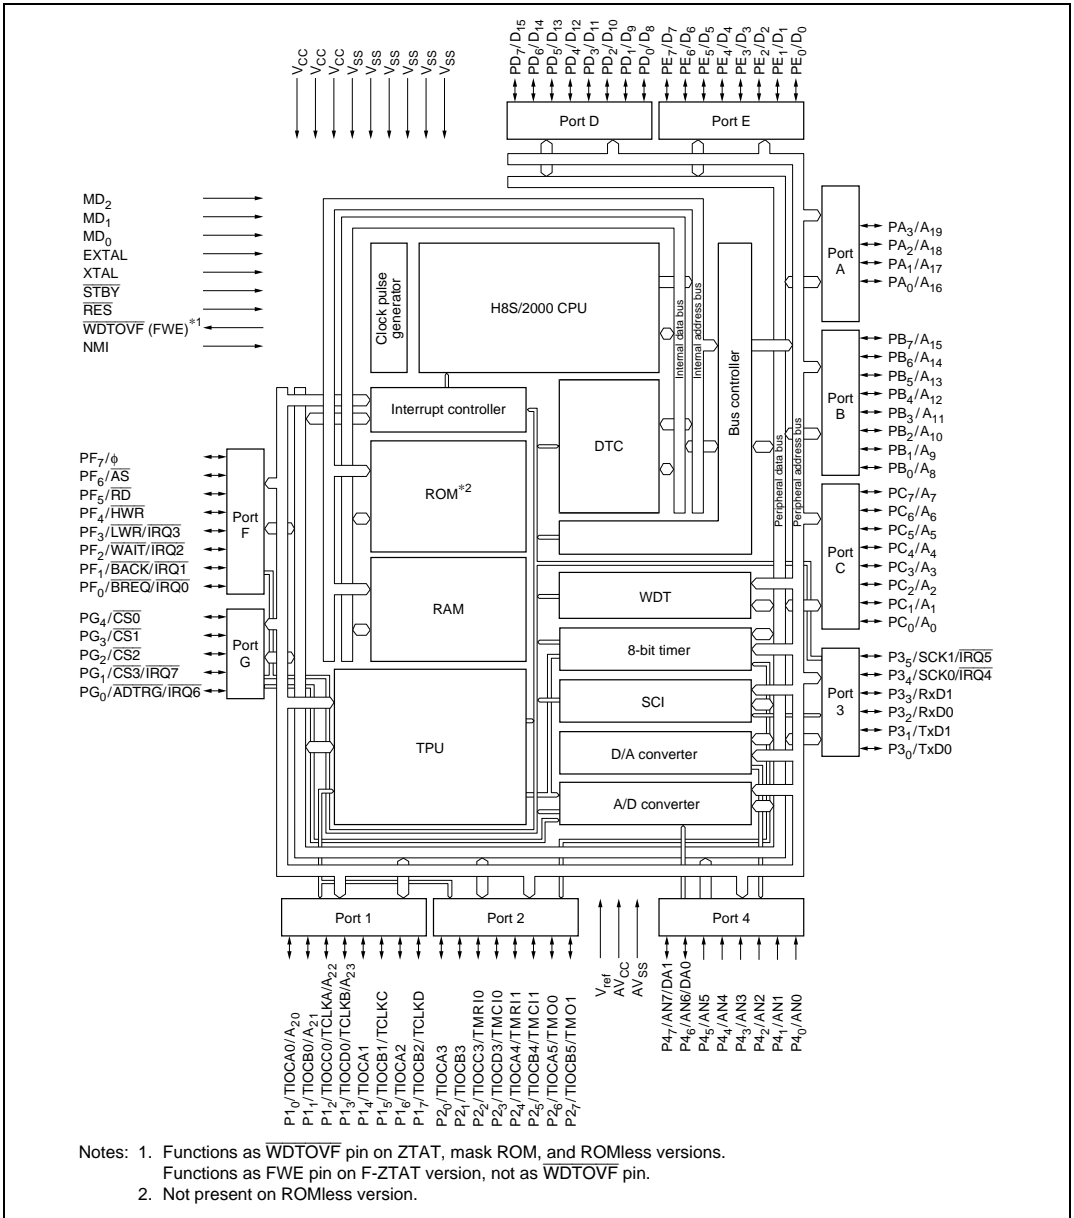 VCC
VCC
VCC
VSS
VSS
VSS
VSS
VSS
VSS
PD7/D15
PD6/D14
PD5/D13
PD4/D12
PD3/D11
PD2/D10
PD1/D9
PD0/D8
PE7/D7
PE6/D6
PE5/D5
PE4/D4
PE3/D3
PE2/D2
PE1/D1
PE0/D0
Port D
Port E
MD2
MD1
MD0
EXTAL
XTAL
STBY
RES
WDTOVF (FWE)*1
NMI
Clock pulse
generator
H8S/2000 CPU
Internal data bus
Internal address bus
Bus controller
Peripheral data bus
Peripheral address bus
Port
A
PA3/A19
PA2/A18
PA1/A17
PA0/A16
Interrupt controller
DTC
Port
B
PB7/A15
PB6/A14
PB5/A13
PB4/A12
PB3/A11
PB2/A10
PB1/A9
PB0/A8
PF7/ϕ
PF6/AS
PF5/RD
PF4/HWR
PF3/LWR/IRQ3
PF2/WAIT/IRQ2
PF1/BACK/IRQ1
PF0/BREQ/IRQ0
Port
F
ROM*2
Port
C
PC7/A7
PC6/A6
PC5/A5
PC4/A4
PC3/A3
PC2/A2
PC1/A1
PC0/A0
PG4/CS0
PG3/CS1
PG2/CS2
PG1/CS3/IRQ7
PG0/ADTRG/IRQ6
Port
G
RAM
WDT
8-bit timer
SCI
D/A converter
A/D converter
TPU
Port
3
P35/SCK1/IRQ5
P34/SCK0/IRQ4
P33/RxD1
P32/RxD0
P31/TxD1
P30/TxD0
Port 1
Port 2
Port 4
P10/TIOCA0/A20
P11/TIOCB0/A21
P12/TIOCC0/TCLKA/A22
P13/TIOCD0/TCLKB/A23
P14/TIOCA1
P15/TIOCB1/TCLKC
P16/TIOCA2
P17/TIOCB2/TCLKD
P20/TIOCA3
P21/TIOCB3
P22/TIOCC3/TMRI0
P23/TIOCD3/TMCI0
P24/TIOCA4/TMRI1
P25/TIOCB4/TMCI1
P26/TIOCA5/TMO0
P27/TIOCB5/TMO1
Vref
AVCC
AVSS
P47/AN7/DA1
P46/AN6/DA0
P45/AN5
P44/AN4
P43/AN3
P42/AN2
P41/AN1
P40/AN0
Notes: 1. Functions as WDTOVF pin on ZTAT, mask ROM, and ROMless versions.
Functions as FWE pin on F-ZTAT version, not as WDTOVF pin.
2. Not present on ROMless version.